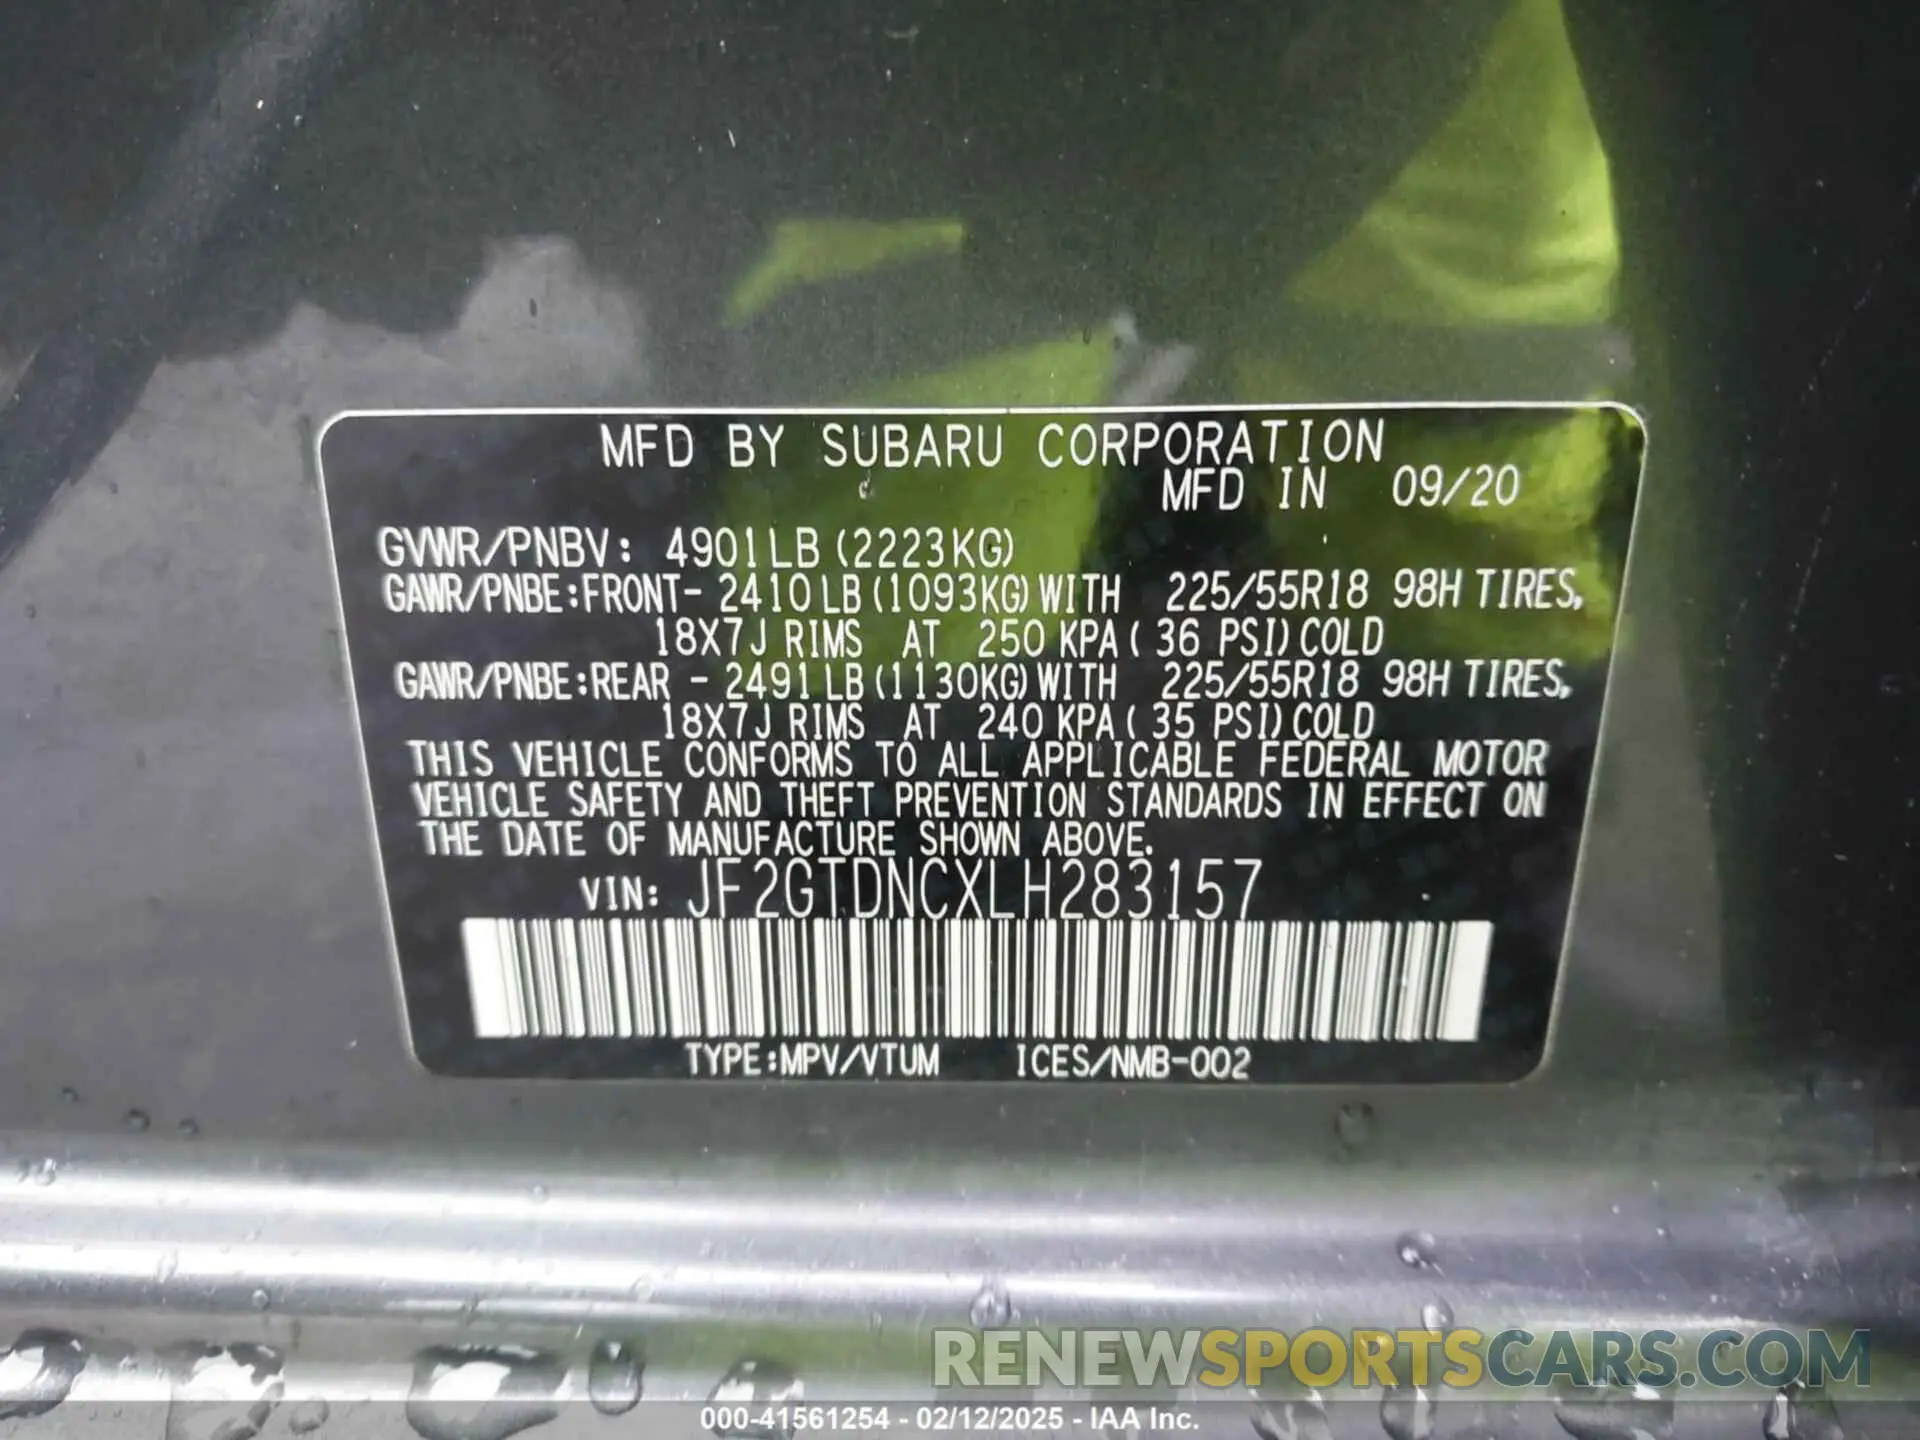 MFD BY SUBARU CORPORATION
MFD IN 09/20
GVWR/PNBV: 4901LB (2223KG)
GAWR/PNBE:FRONT- 2410LB(1093KG)WITH 225/55R18 98H TIRES,
18X7J RIMS AT 250 KPA( 36 PSI)COLD
GAWR/PNBE:REAR - 2491LB(1130KG)WITH 225/55R18 98H TIRES,
18X7J RIMS AT 240 KPA( 35 PSI)COLD
THIS VEHICLE CONFORMS TO ALL APPLICABLE FEDERAL MOTOR
VEHICLE SAFETY AND THEFT PREVENTION STANDARDS IN EFFECT ON
THE DATE OF MANUFACTURE SHOWN ABOVE.
VIN: JF2GTDNCXLH283157
TYPE:MPV/VTUM ICES/NMB-002
RENEWSPORTSCARS.COM
000-41561254 - 02/12/2025 - IAA Inc.